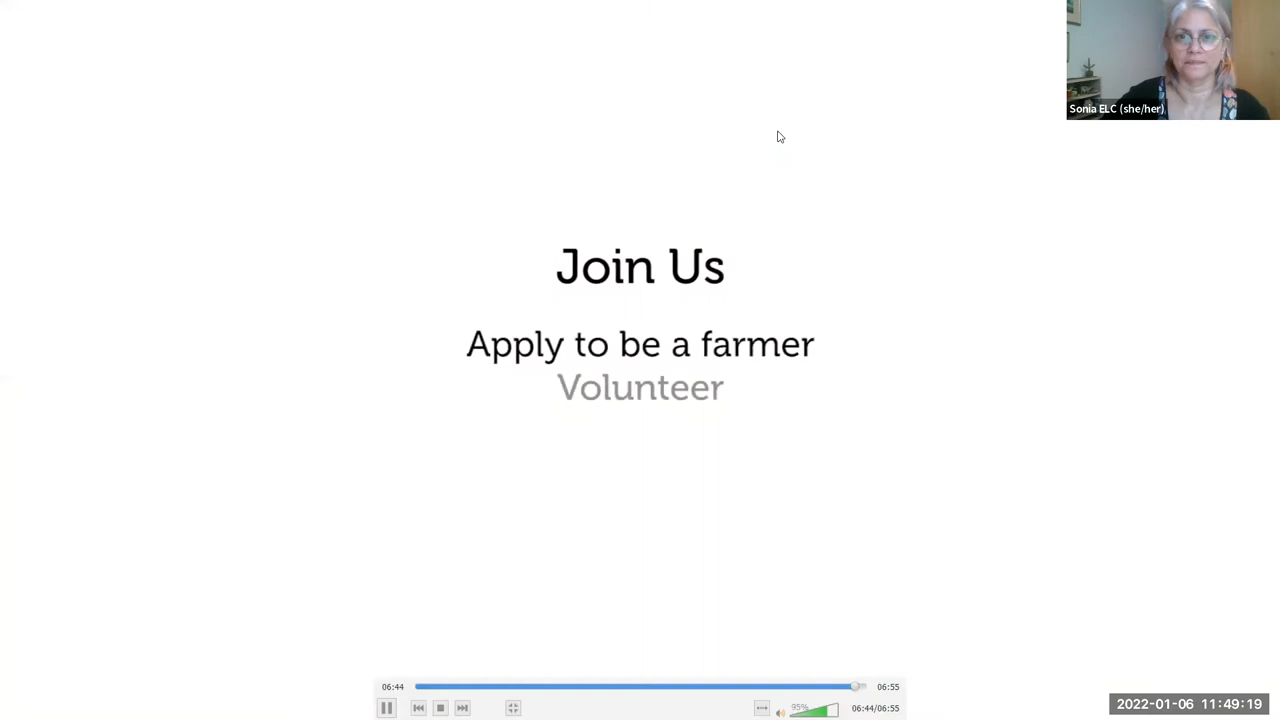 Sonia ELC (she/her)
Join Us
Apply to be a farmer
Volunteer
06:44
06:55
95%
06:44/06:55
2022-01-06 11:49:19